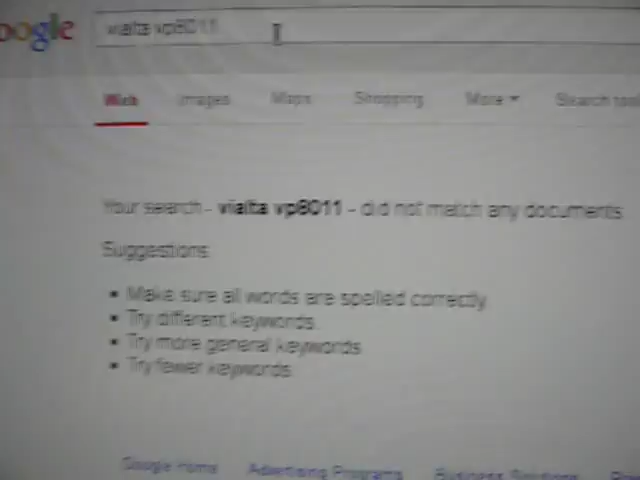 oogle vialta vp8011
Web Images Maps Shopping More Search tool
Your search - vialta vp8011 - did not match any documents.
Suggestions:
Make sure all words are spelled correctly.
Try different keywords.
Try more general keywords.
Try fewer keywords.
Google Home Advertising Programs Business Solutions